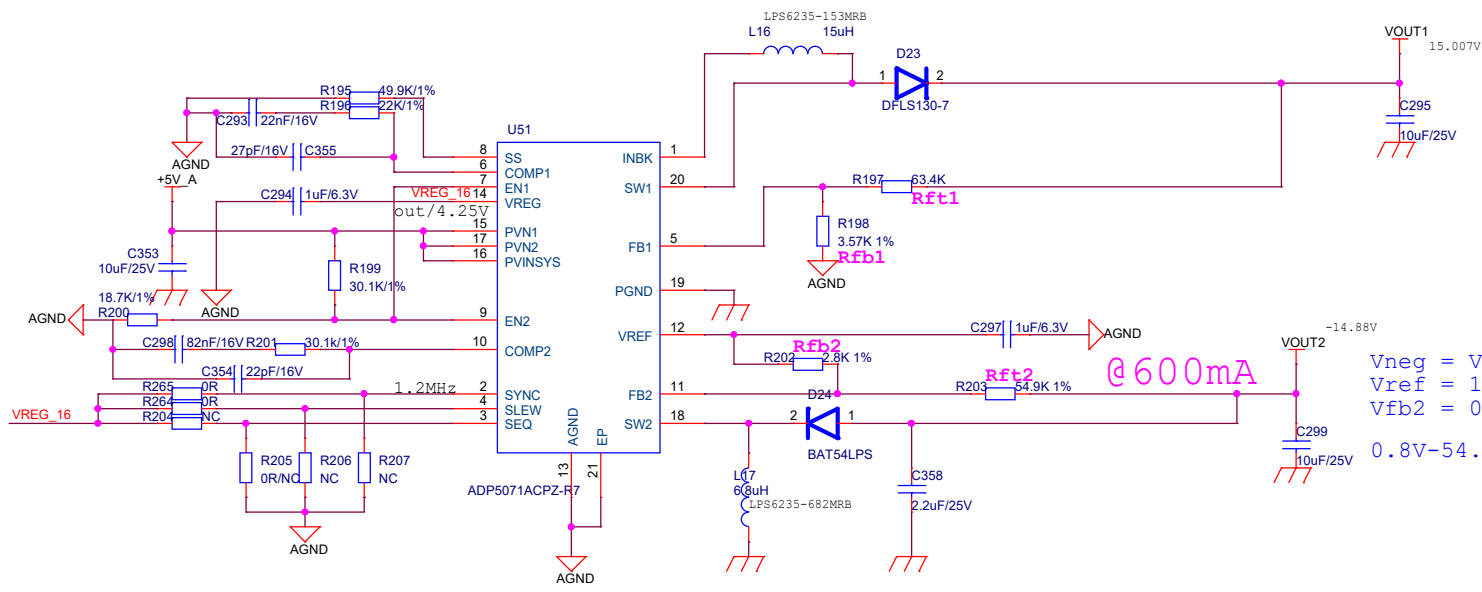 LPS6235-153MRB
L16 15uH
VOUT1
15.007V
D23
1 2
DFLS130-7
C295
10uF/25V
R195 49.9K/1%
R196 22K/1%
C293 22nF/16V
AGND
27pF/16V C355
+5V_A
C294 1uF/6.3V
VREG_16
out/4.25V
C353
10uF/25V
R199
30.1K/1%
AGND
18.7K/1%
R200
AGND
C298 82nF/16V R201 30.1k/1%
C354 22pF/16V
R265 0R
R264 0R
R204 NC
1.2MHz
VREG_16
R205
0R/NC
R206
NC
R207
NC
AGND
U51
8 SS
6 COMP1
7 EN1
14 VREG
15 PVN1
17 PVN2
16 PVINSYS
9 EN2
10 COMP2
2 SYNC
4 SLEW
3 SEQ
INBK 1
SW1 20
FB1 5
PGND 19
VREF 12
FB2 11
SW2 18
AGND 13
EP 21
ADP5071ACPZ-R7
AGND
R197 63.4K
Rft1
R198
3.57K 1%
Rfb1
AGND
C297 1uF/6.3V
AGND
Rfb2
R202 2.8K 1%
Rft2
R203 54.9K 1%
@600mA
-14.88V
VOUT2
C299
10uF/25V
D24
2 1
BAT54LPS
L17
6.8uH
LPS6235-682MRB
C358
2.2uF/25V
Vneg = V
Vref = 1
Vfb2 = 0
0.8V-54.